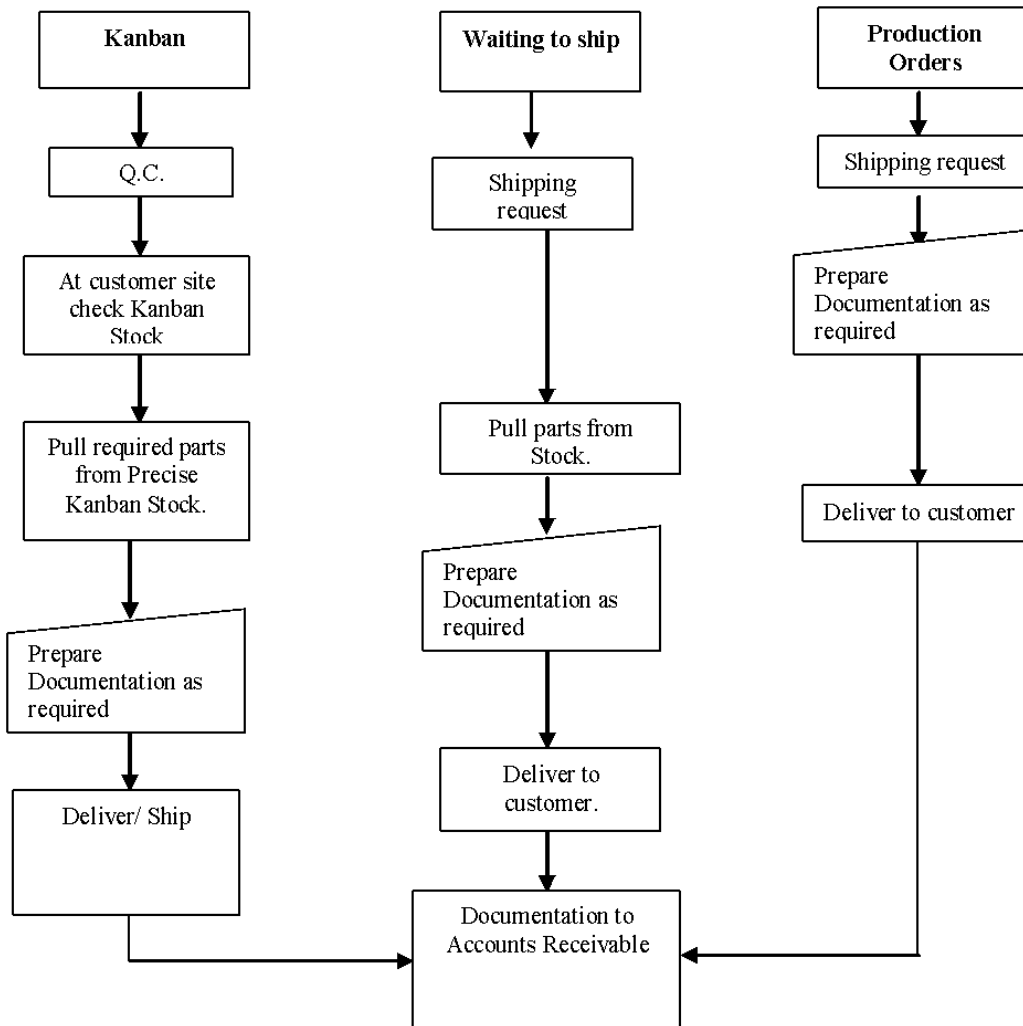 Kanban
Q.C.
At customer site
check Kanban
Stock
Pull required parts
from Precise
Kanban Stock.
Prepare
Documentation as
required
Deliver/ Ship
Waiting to ship
Shipping
request
Pull parts from
Stock.
Prepare
Documentation as
required
Deliver to
customer.
Documentation to
Accounts Receivable
Production
Orders
Shipping request
Prepare
Documentation as
required
Deliver to customer